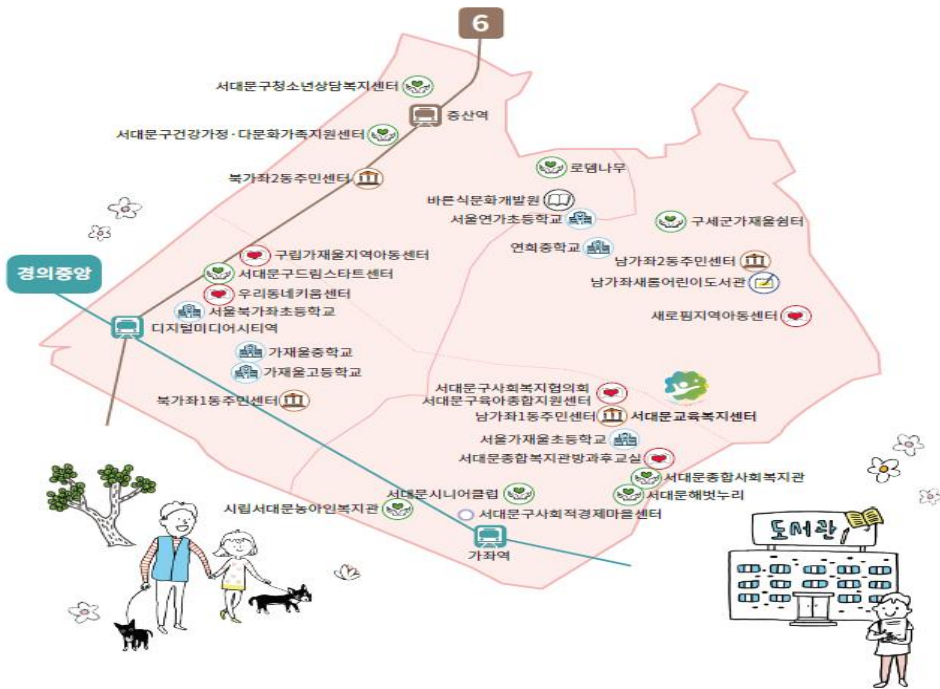 6
서대문구청소년상담복지센터
증산역
서대문구건강가정·다문화가족지원센터
북가좌2동주민센터
로뎀나무
바른식문화개발원
서울연가초등학교
구세군가재울쉼터
연희중학교
구립가재울지역아동센터
남가좌2동주민센터
경의중앙
서대문구드림스타트센터
남가좌새롬어린이도서관
우리동네키움센터
서울북가좌초등학교
새로핌지역아동센터
디지털미디어시티역
가재울중학교
가재울고등학교
서대문구사회복지협의회
서대문구육아종합지원센터
북가좌1동주민센터
남가좌1동주민센터
서대문교육복지센터
서울가재울초등학교
서대문종합복지관방과후교실
서대문종합사회복지관
서대문시니어클럽
서대문해벗누리
시립서대문농아인복지관
서대문구사회적경제마을센터
가좌역
도서관